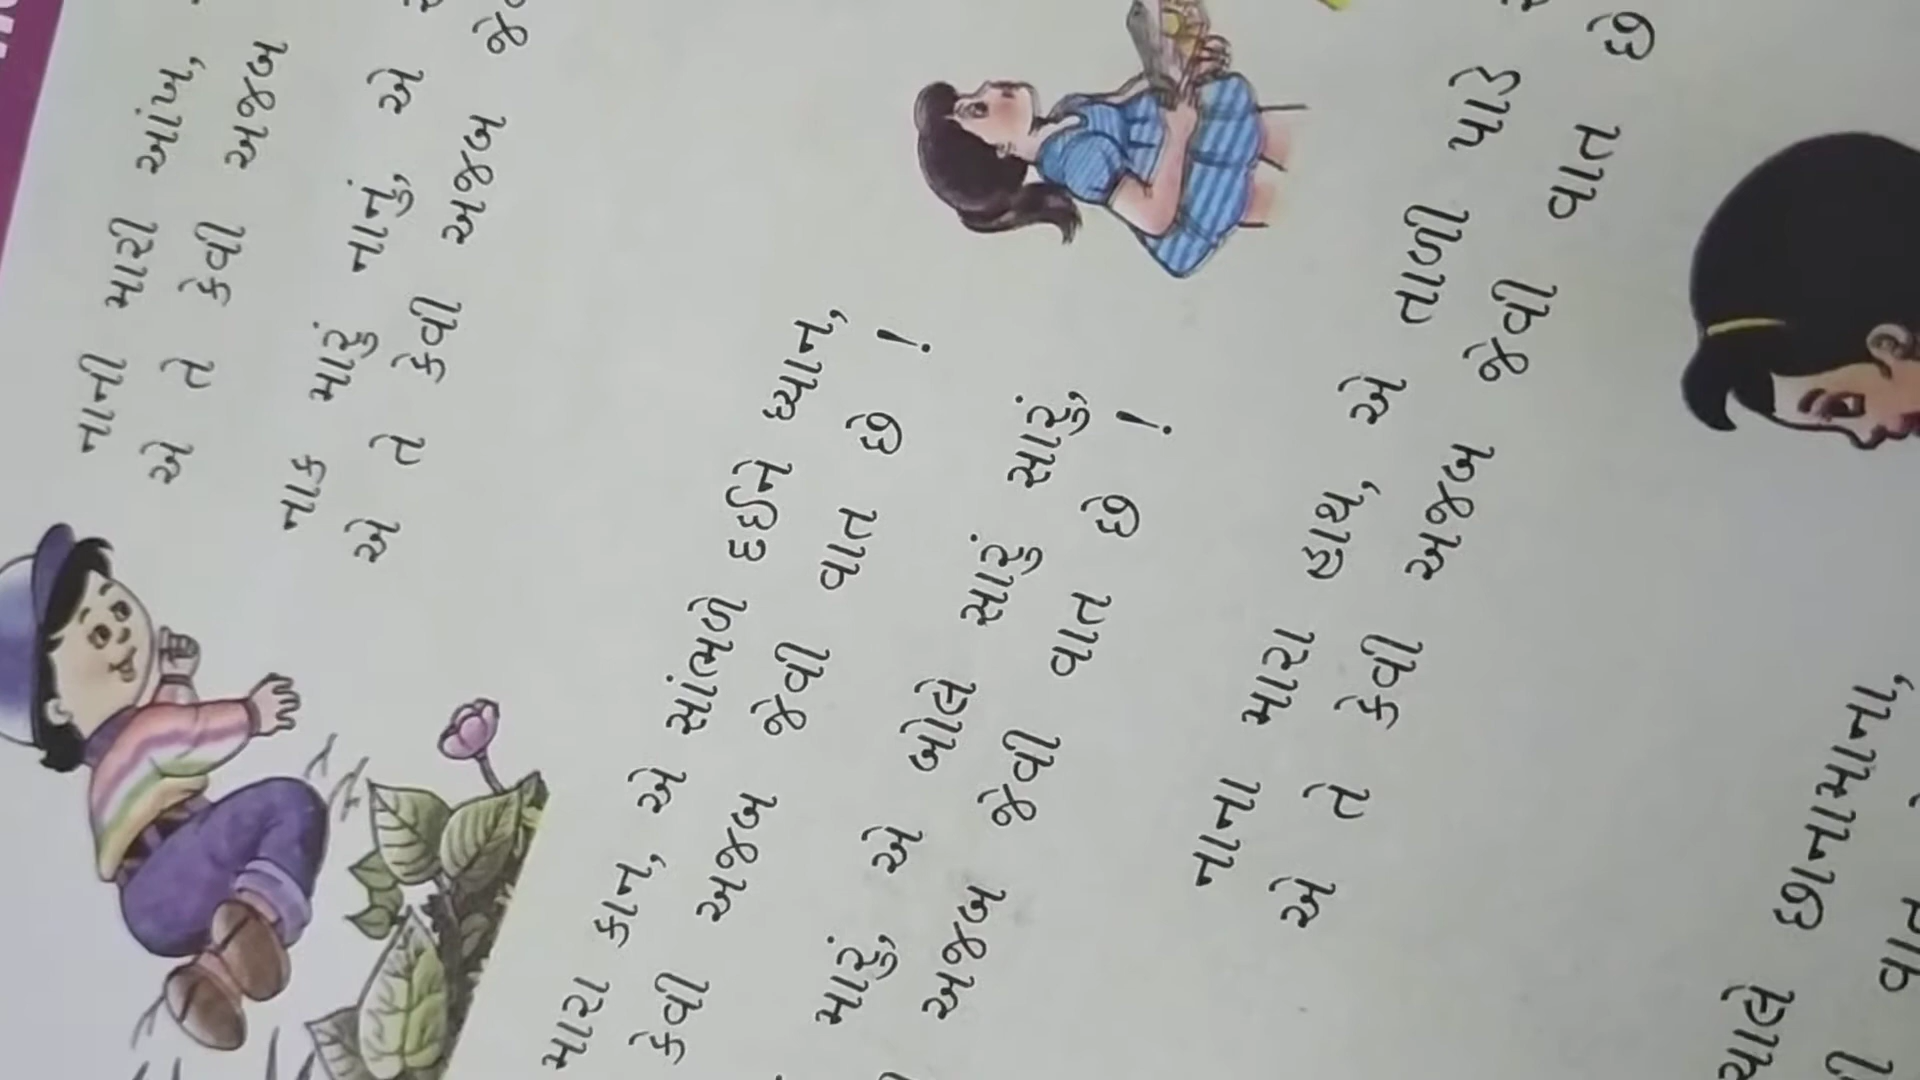 નાની મારી આંખ,
એ તે કેવી અજબ
નાક મારું નાનું, એ
એ તે કેવી અજબ
મારા કાન, એ સાંભળે દઈને ધ્યાન,
કેવી અજબ જેવી વાત છે !
મારું, એ બોલે સારું સારું,
અજબ જેવી વાત છે !
નાના મારા હાથ, એ તાળી પાડે
એ તે કેવી અજબ જેવી વાત છે
ચાલે છાનામાના,
વાત